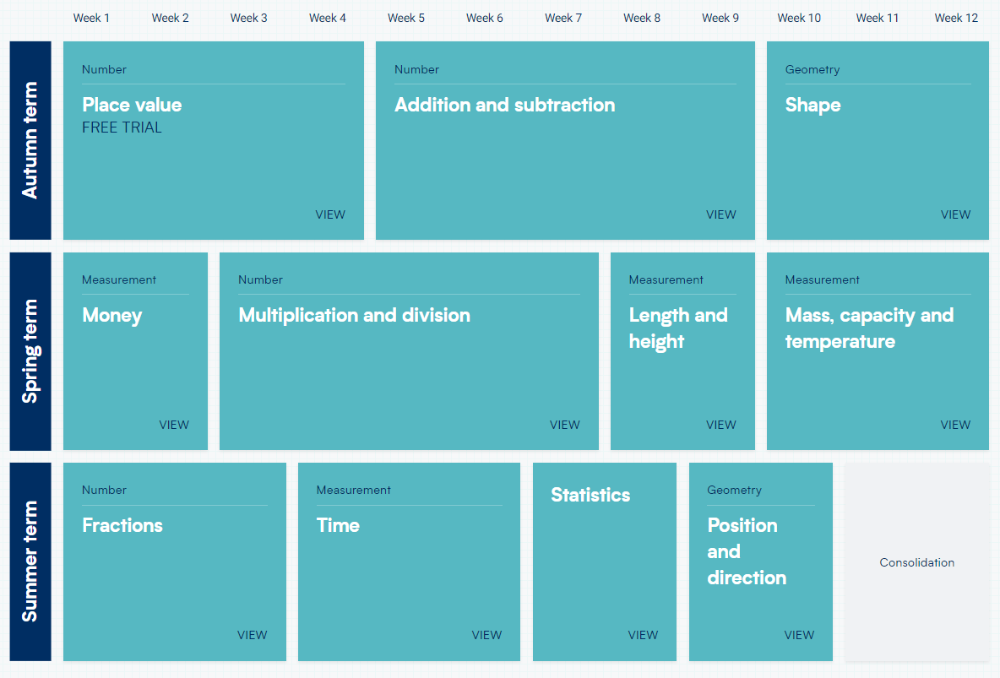 Week 1
Week 2
Week 3
Week 4
Week 5
Week 6
Week 7
Week 8
Week 9
Week 10
Week 11
Week 12
Autumn term
Number
Place value
FREE TRIAL
VIEW
Number
Addition and subtraction
VIEW
Geometry
Shape
VIEW
Spring term
Measurement
Money
VIEW
Number
Multiplication and division
VIEW
Measurement
Length and
height
VIEW
Measurement
Mass, capacity and
temperature
VIEW
Summer term
Number
Fractions
VIEW
Measurement
Time
VIEW
Statistics
VIEW
Geometry
Position
and
direction
VIEW
Consolidation